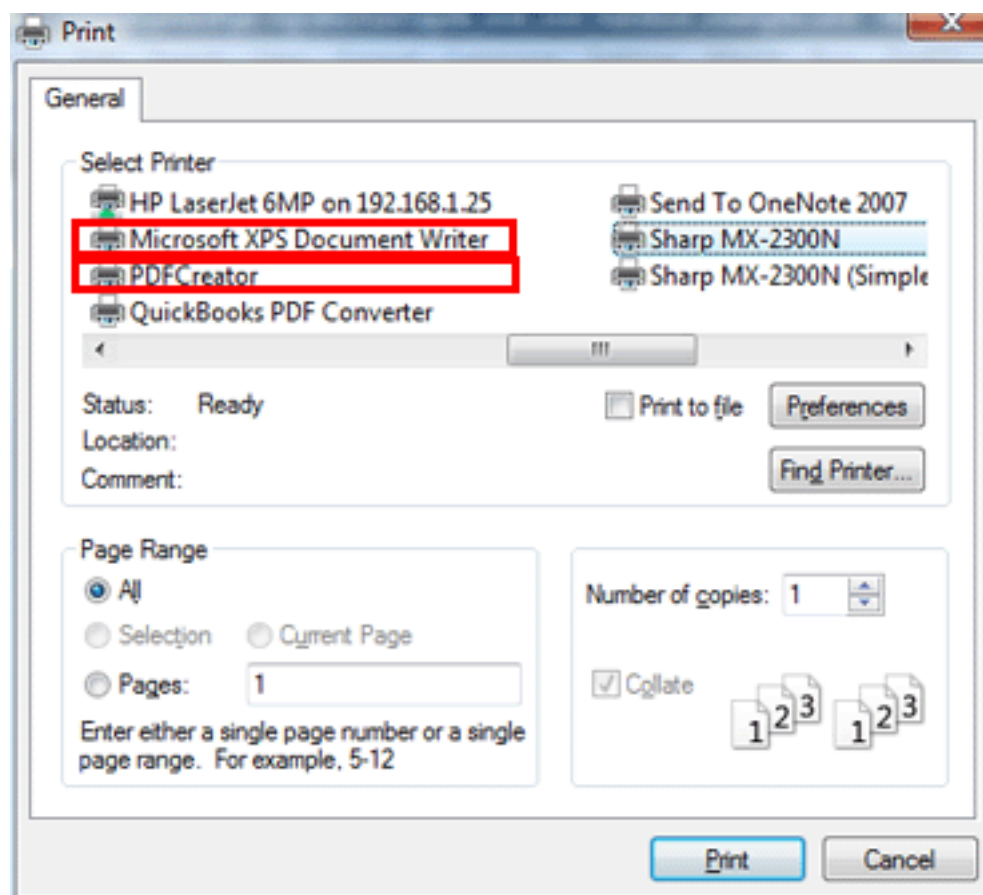 Print
General
Select Printer
HP LaserJet 6MP on 192.168.1.25
Microsoft XPS Document Writer
PDFCreator
QuickBooks PDF Converter
Send To OneNote 2007
Sharp MX-2300N
Sharp MX-2300N (Simple
Status: Ready
Location:
Comment:
Print to file
Preferences
Find Printer...
Page Range
All
Selection Current Page
Pages: 1
Enter either a single page number or a single
page range. For example, 5-12
Number of copies: 1
Collate
1 2 3 1 2 3
Print Cancel